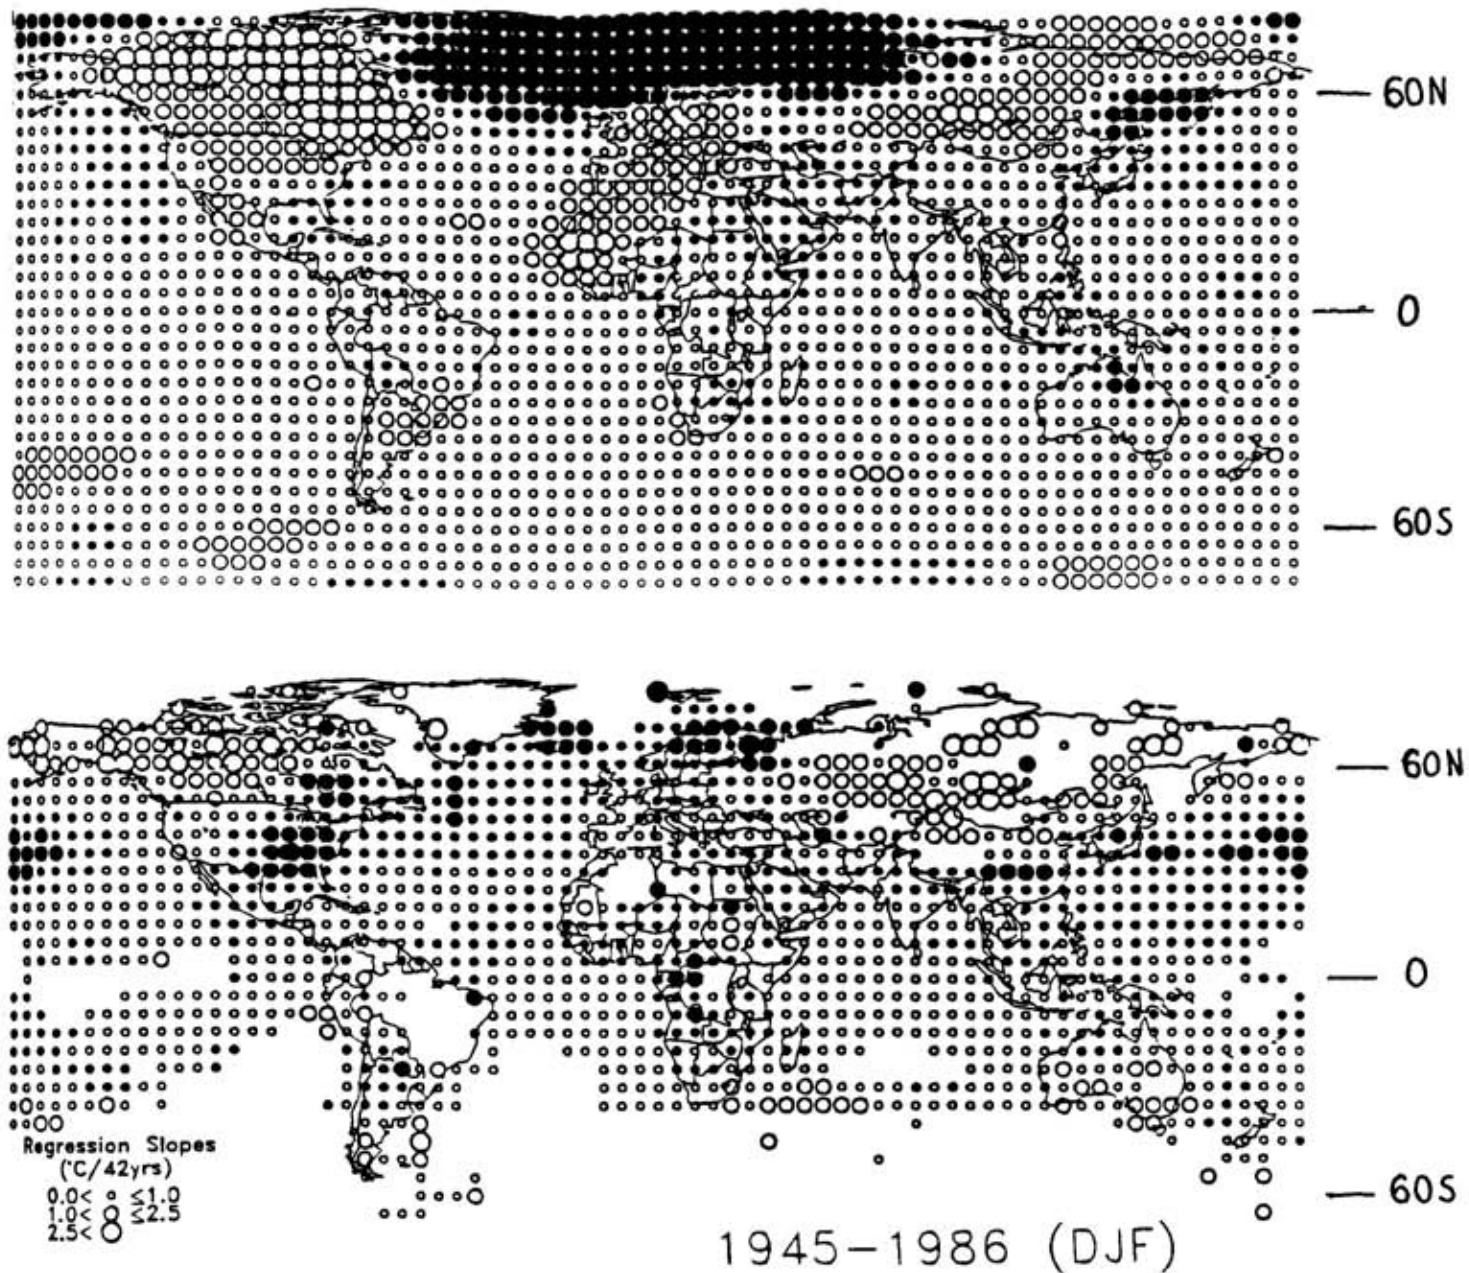 60N
0
60S
60N
0
60S
Regression Slopes
(°C/42yrs)
0.0< ≤1.0
1.0< ≤2.5
2.5<
1945-1986 (DJF)